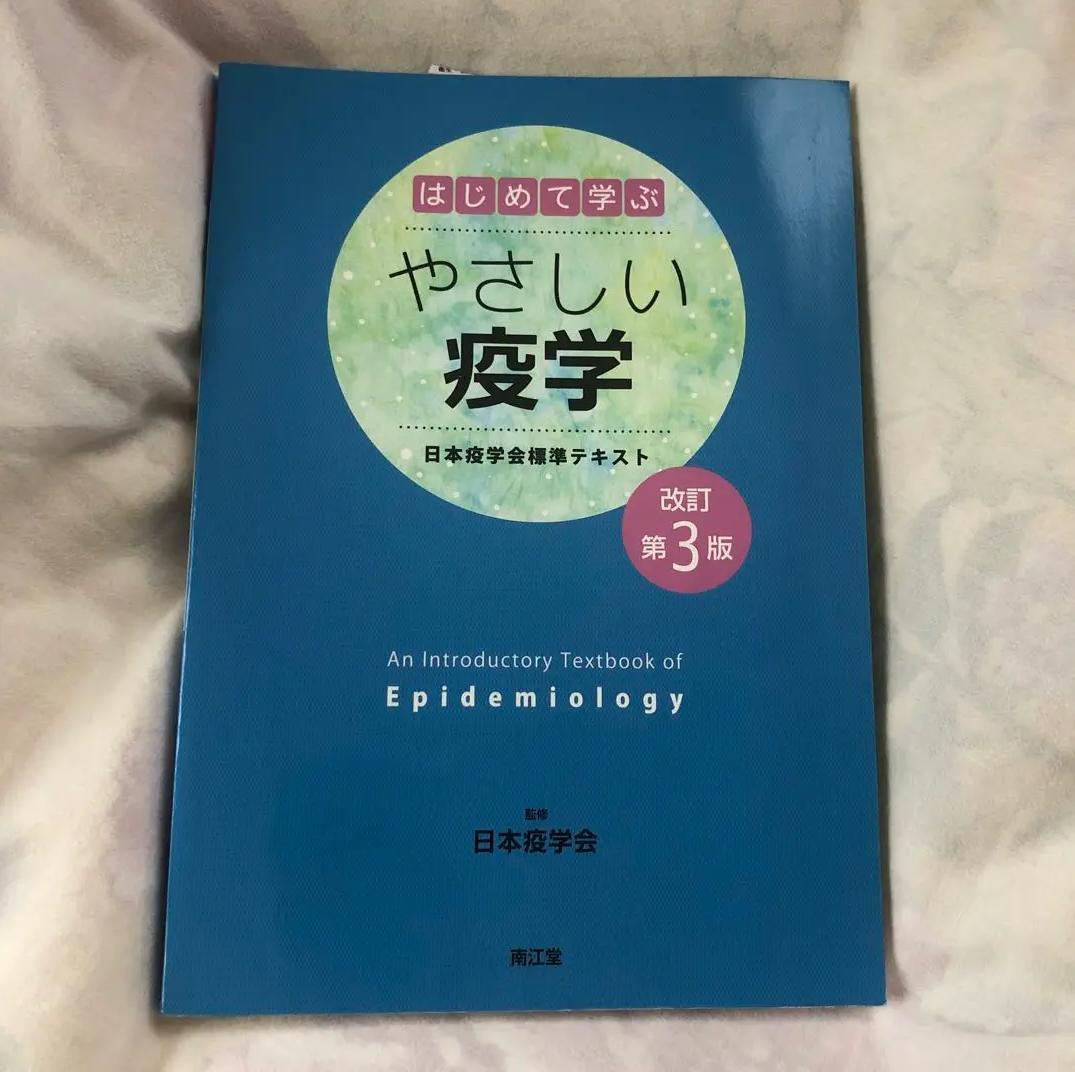 はじめて学ぶ
やさしい
疫学
日本疫学会標準テキスト
改訂
第3版
An Introductory Textbook of
Epidemiology
監修
日本疫学会
南江堂